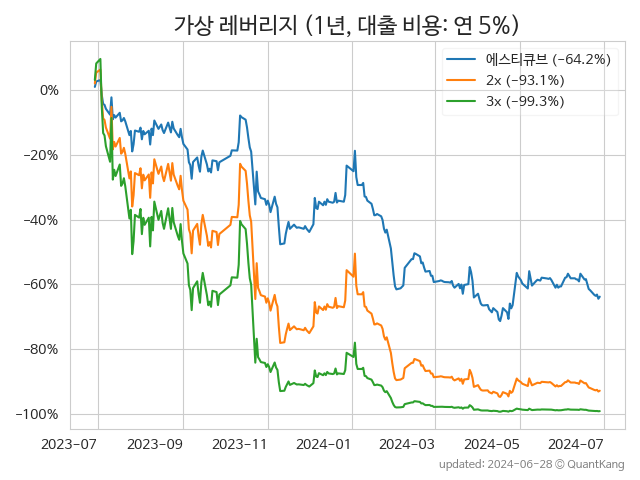 가상 레버리지 (1년, 대출 비용: 연 5%)
에스티큐브 (−64.2%)
2x (−93.1%)
3x (−99.3%)
0%
−20%
−40%
−60%
−80%
−100%
2023-07 2023-09 2023-11 2024-01 2024-03 2024-05 2024-07
updated: 2024-06-28 © QuantKang